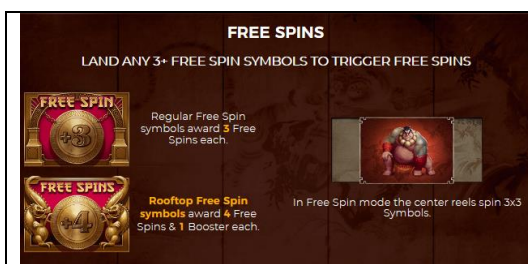 FREE SPINS
LAND ANY 3+ FREE SPIN SYMBOLS TO TRIGGER FREE SPINS
FREE SPIN
+3
Regular Free Spin
symbols award 3 Free
Spins each.
FREE SPINS
+4
Rooftop Free Spin
symbols award 4 Free
Spins & 1 Booster each.
In Free Spin mode the center reels spin 3x3
Symbols.